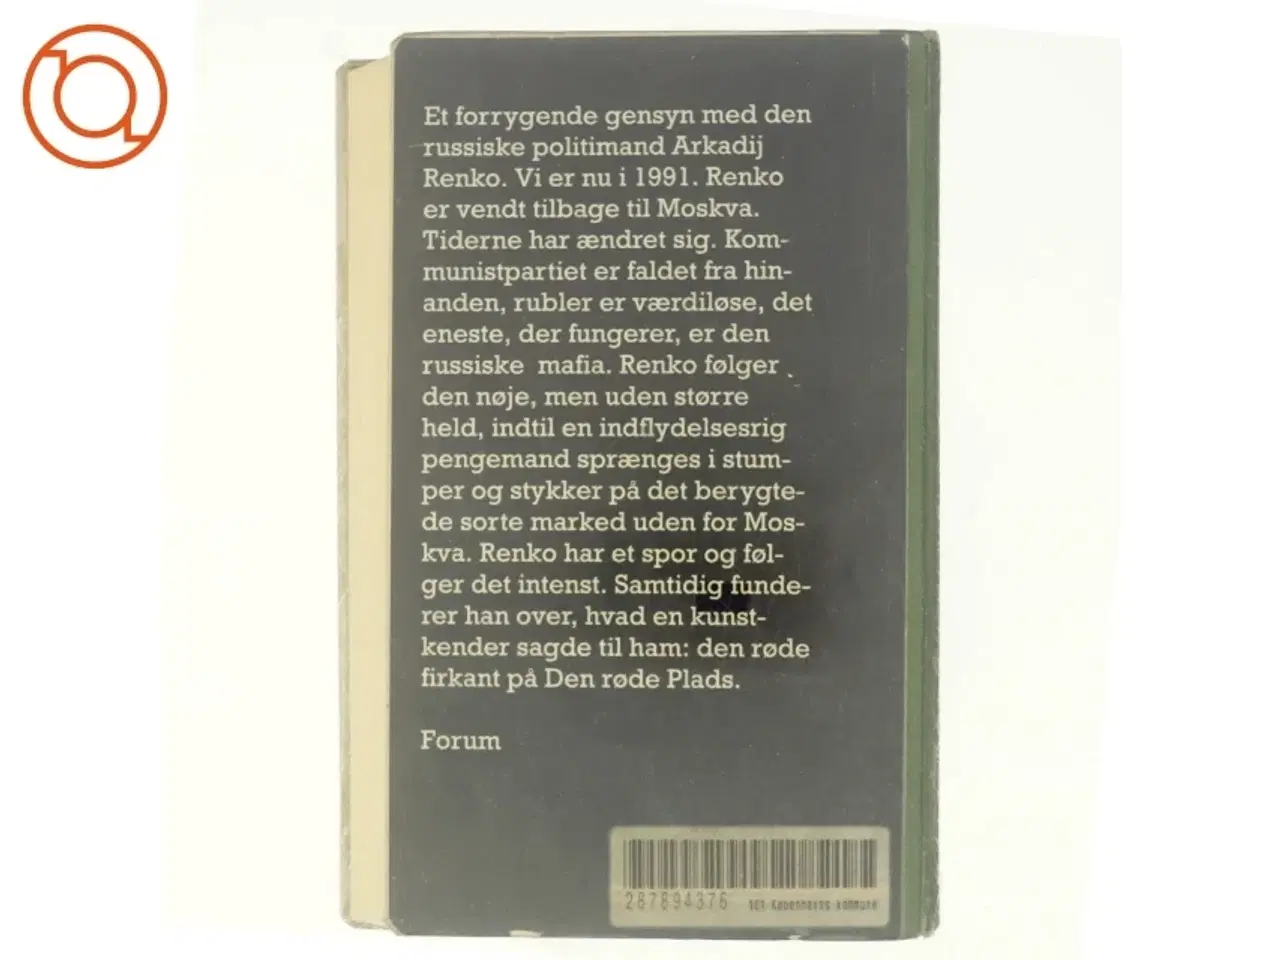 Et forrygende gensyn med den
russiske politimand Arkadij
Renko. Vi er nu i 1991. Renko
er vendt tilbage til Moskva.
Tiderne har ændret sig. Kom-
munistpartiet er faldet fra hin-
anden, rubler er værdiløse, det
eneste, der fungerer, er den
russiske mafia. Renko følger
den nøje, men uden større
held, indtil en indflydelsesrig
pengemand sprænges i stum-
per og stykker på det berygte-
de sorte marked uden for Mos-
kva. Renko har et spor og føl-
ger det intenst. Samtidig funde-
rer han over, hvad en kunst-
kender sagde til ham: den røde
firkant på Den røde Plads.
Forum
287894376 101 Københavns kommune